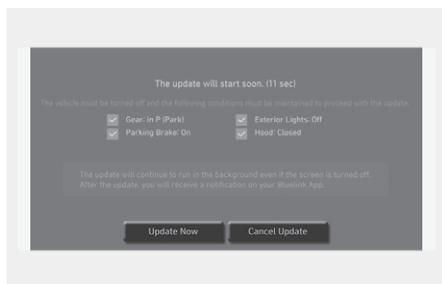 The update will start soon. (11 sec)
The vehicle must be turned off and the following conditions must be maintained to proceed with the update.
Gear: in P (Park)
Exterior Lights: Off
Parking Brake: On
Hood: Closed
The update will continue to run in the background even if the screen is turned off.
After the update, you will receive a notification on your Bluelink App.
Update Now
Cancel Update